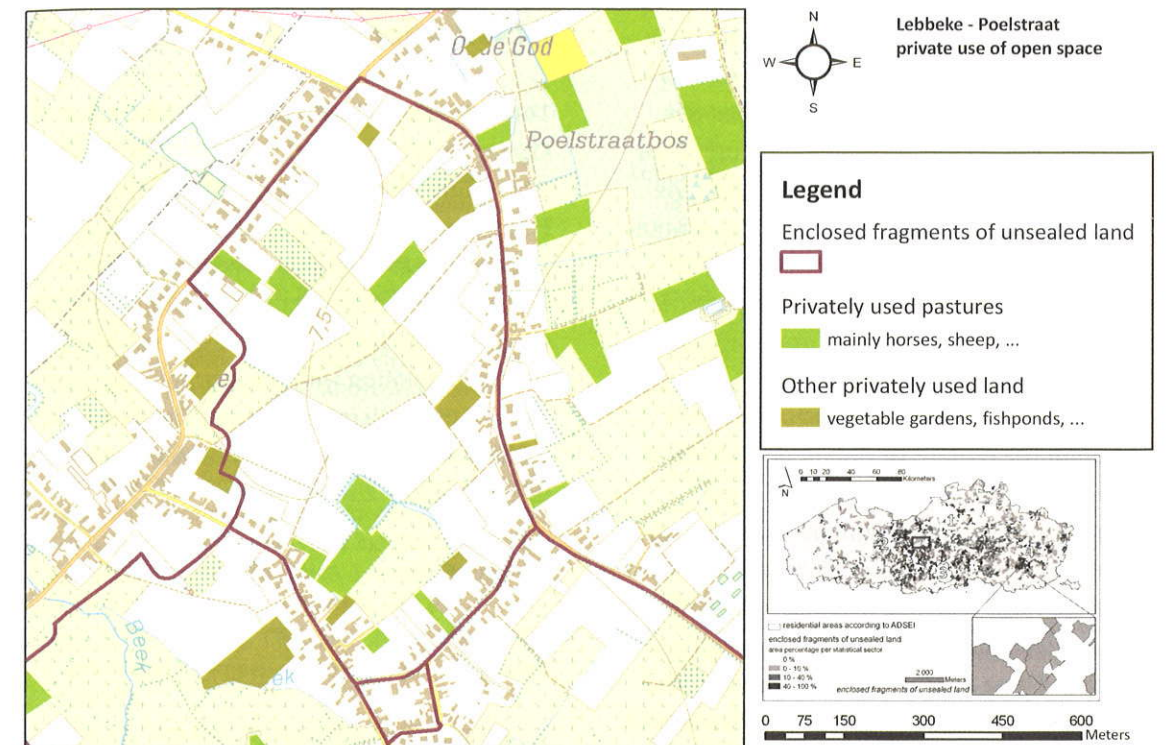 Oude God
Poelstraatbos
7,5
Beek
N
W
E
S
Lebbeke - Poelstraat
private use of open space
Legend
Enclosed fragments of unsealed land
Privately used pastures
mainly horses, sheep, ...
Other privately used land
vegetable gardens, fishponds, ...
N
0 10 20 40 60 80
Kilometers
residential areas according to ADSEI
enclosed fragments of unsealed land
area percentage per statistical sector
0 %
0 - 10 %
10 - 40 %
40 - 100 %
2.000
Meters
enclosed fragments of unsealed land
0 75 150 300 450 600
Meters